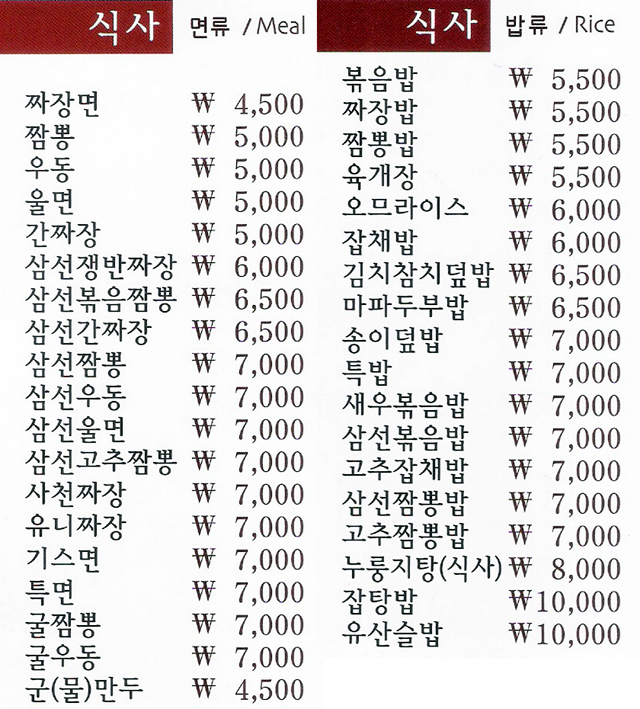 식사 면류 / Meal
짜장면 ₩ 4,500
짬뽕 ₩ 5,000
우동 ₩ 5,000
울면 ₩ 5,000
간짜장 ₩ 5,000
삼선쟁반짜장 ₩ 6,000
삼선볶음짬뽕 ₩ 6,500
삼선간짜장 ₩ 6,500
삼선짬뽕 ₩ 7,000
삼선우동 ₩ 7,000
삼선울면 ₩ 7,000
삼선고추짬뽕 ₩ 7,000
사천짜장 ₩ 7,000
유니짜장 ₩ 7,000
기스면 ₩ 7,000
특면 ₩ 7,000
굴짬뽕 ₩ 7,000
굴우동 ₩ 7,000
군(물)만두 ₩ 4,500
식사 밥류 / Rice
볶음밥 ₩ 5,500
짜장밥 ₩ 5,500
짬뽕밥 ₩ 5,500
육개장 ₩ 5,500
오므라이스 ₩ 6,000
잡채밥 ₩ 6,000
김치참치덮밥 ₩ 6,500
마파두부밥 ₩ 6,500
송이덮밥 ₩ 7,000
특밥 ₩ 7,000
새우볶음밥 ₩ 7,000
삼선볶음밥 ₩ 7,000
고추잡채밥 ₩ 7,000
삼선짬뽕밥 ₩ 7,000
고추짬뽕밥 ₩ 7,000
누룽지탕(식사) ₩ 8,000
잡탕밥 ₩10,000
유산슬밥 ₩10,000